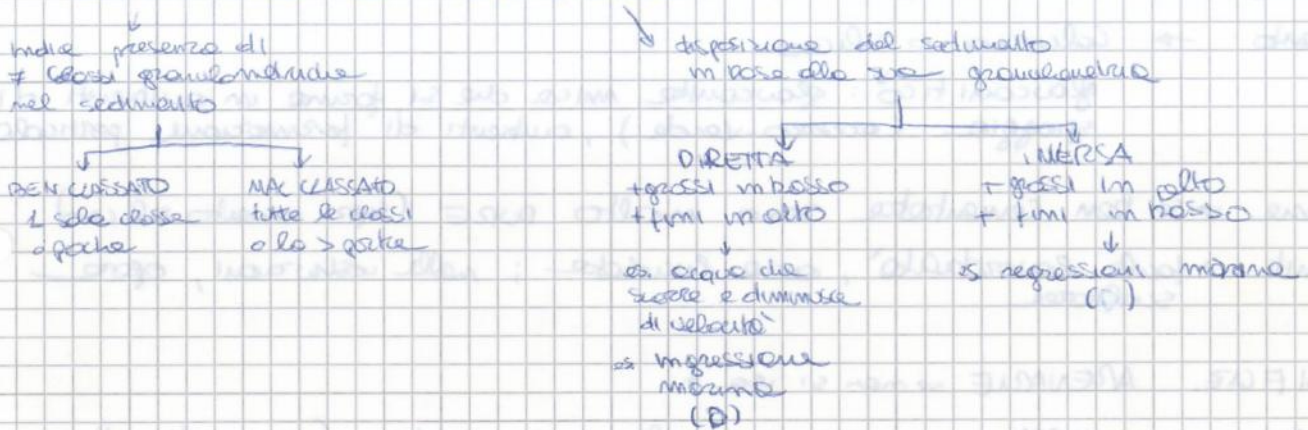 indica presenza di
≠ classi granulometriche
nel sedimento
BEN CLASSATO
1 sola classe
o poche
MAL CLASSATO
tutte le classi
o la > parte
disposizione del sedimento
in base alla sua granulometria
DIRETTA
+ grossi in basso
+ fini in alto
es. acqua che
scorre e diminuisce
di velocità
es ingressione
marina
(D)
INVERSA
+ grossi in alto
+ fini in basso
es regressioni marine